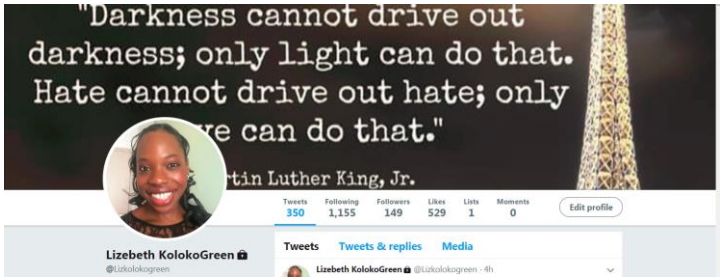 "Darkness cannot drive out
darkness; only light can do that.
Hate cannot drive out hate; only
can do that."
Luther King, Jr.
Tweets Following Followers Likes Lists Moments
350 1,155 149 529 1 0
Edit profile
Tweets Tweets & replies Media
Lizebeth KolokoGreen
@Lizkolokogreen
Lizebeth KolokoGreen @Lizkolokogreen · 4h